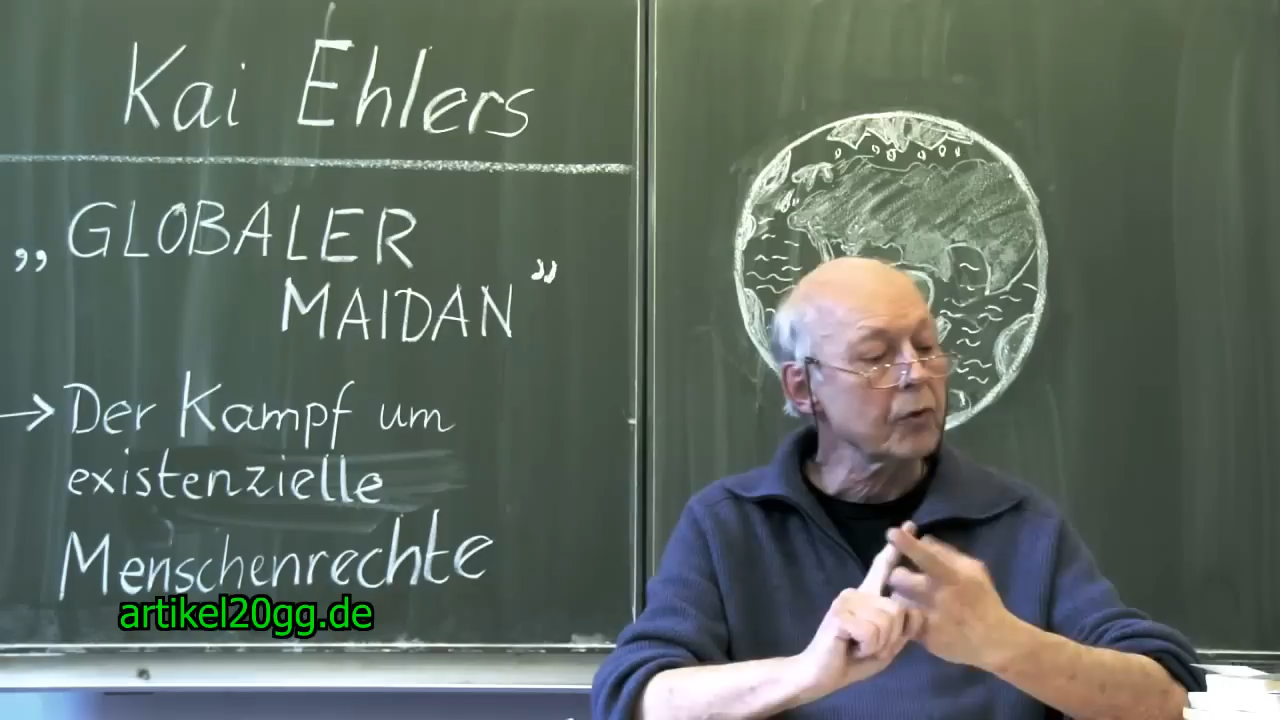 Kai Ehlers
„GLOBALER
MAIDAN“
→ Der Kampf um
existenzielle
Menschenrechte
artikel20gg.de